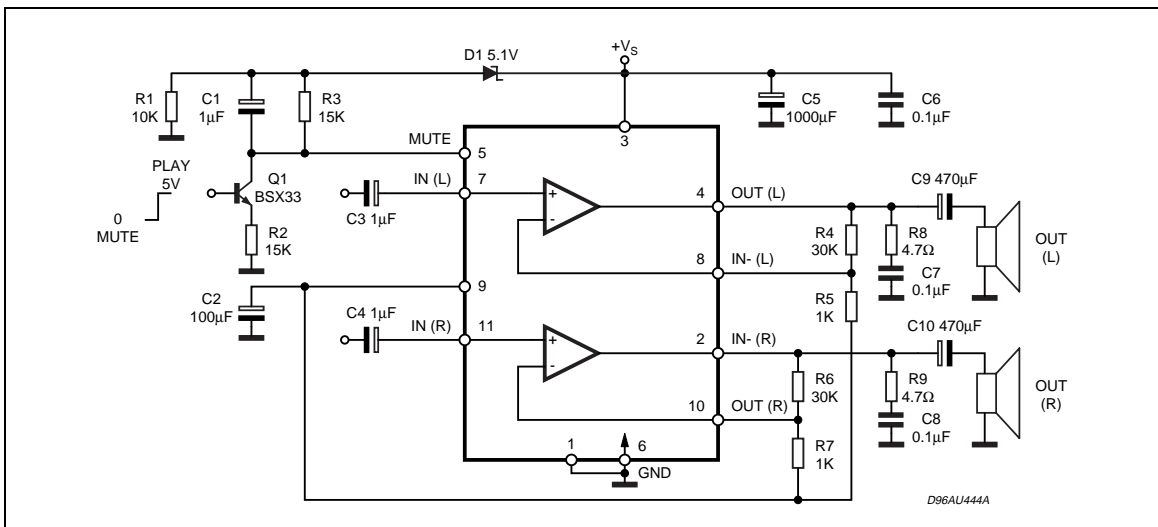 +VS
D1 5.1V
R1
10K
C1
1µF
R3
15K
C5
1000µF
C6
0.1µF
MUTE
5
3
PLAY
5V
Q1
BSX33
0
MUTE
IN (L)
7
C3 1µF
+
-
4
OUT (L)
C9 470µF
R4
30K
R8
4.7Ω
C7
0.1µF
OUT
(L)
R2
15K
8
IN- (L)
R5
1K
C2
100µF
9
C4 1µF
IN (R)
11
+
-
2
IN- (R)
C10 470µF
R6
30K
R9
4.7Ω
C8
0.1µF
OUT
(R)
10
OUT (R)
R7
1K
1
6
GND
D96AU444A